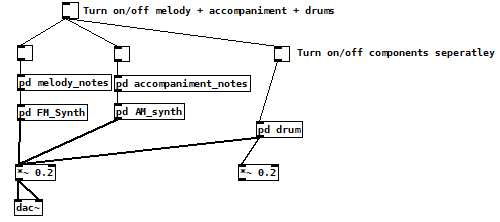 Turn on/off melody + accompaniment + drums
Turn on/off components seperatley
pd melody_notes
pd accompaniment_notes
pd FM_Synth
pd AM_synth
pd drum
*~ 0.2
*~ 0.2
dac~